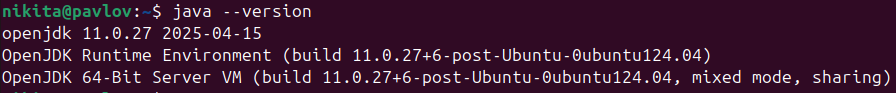 nikita@pavlov:~$ java --version
openjdk 11.0.27 2025-04-15
OpenJDK Runtime Environment (build 11.0.27+6-post-Ubuntu-0ubuntu124.04)
OpenJDK 64-Bit Server VM (build 11.0.27+6-post-Ubuntu-0ubuntu124.04, mixed mode, sharing)